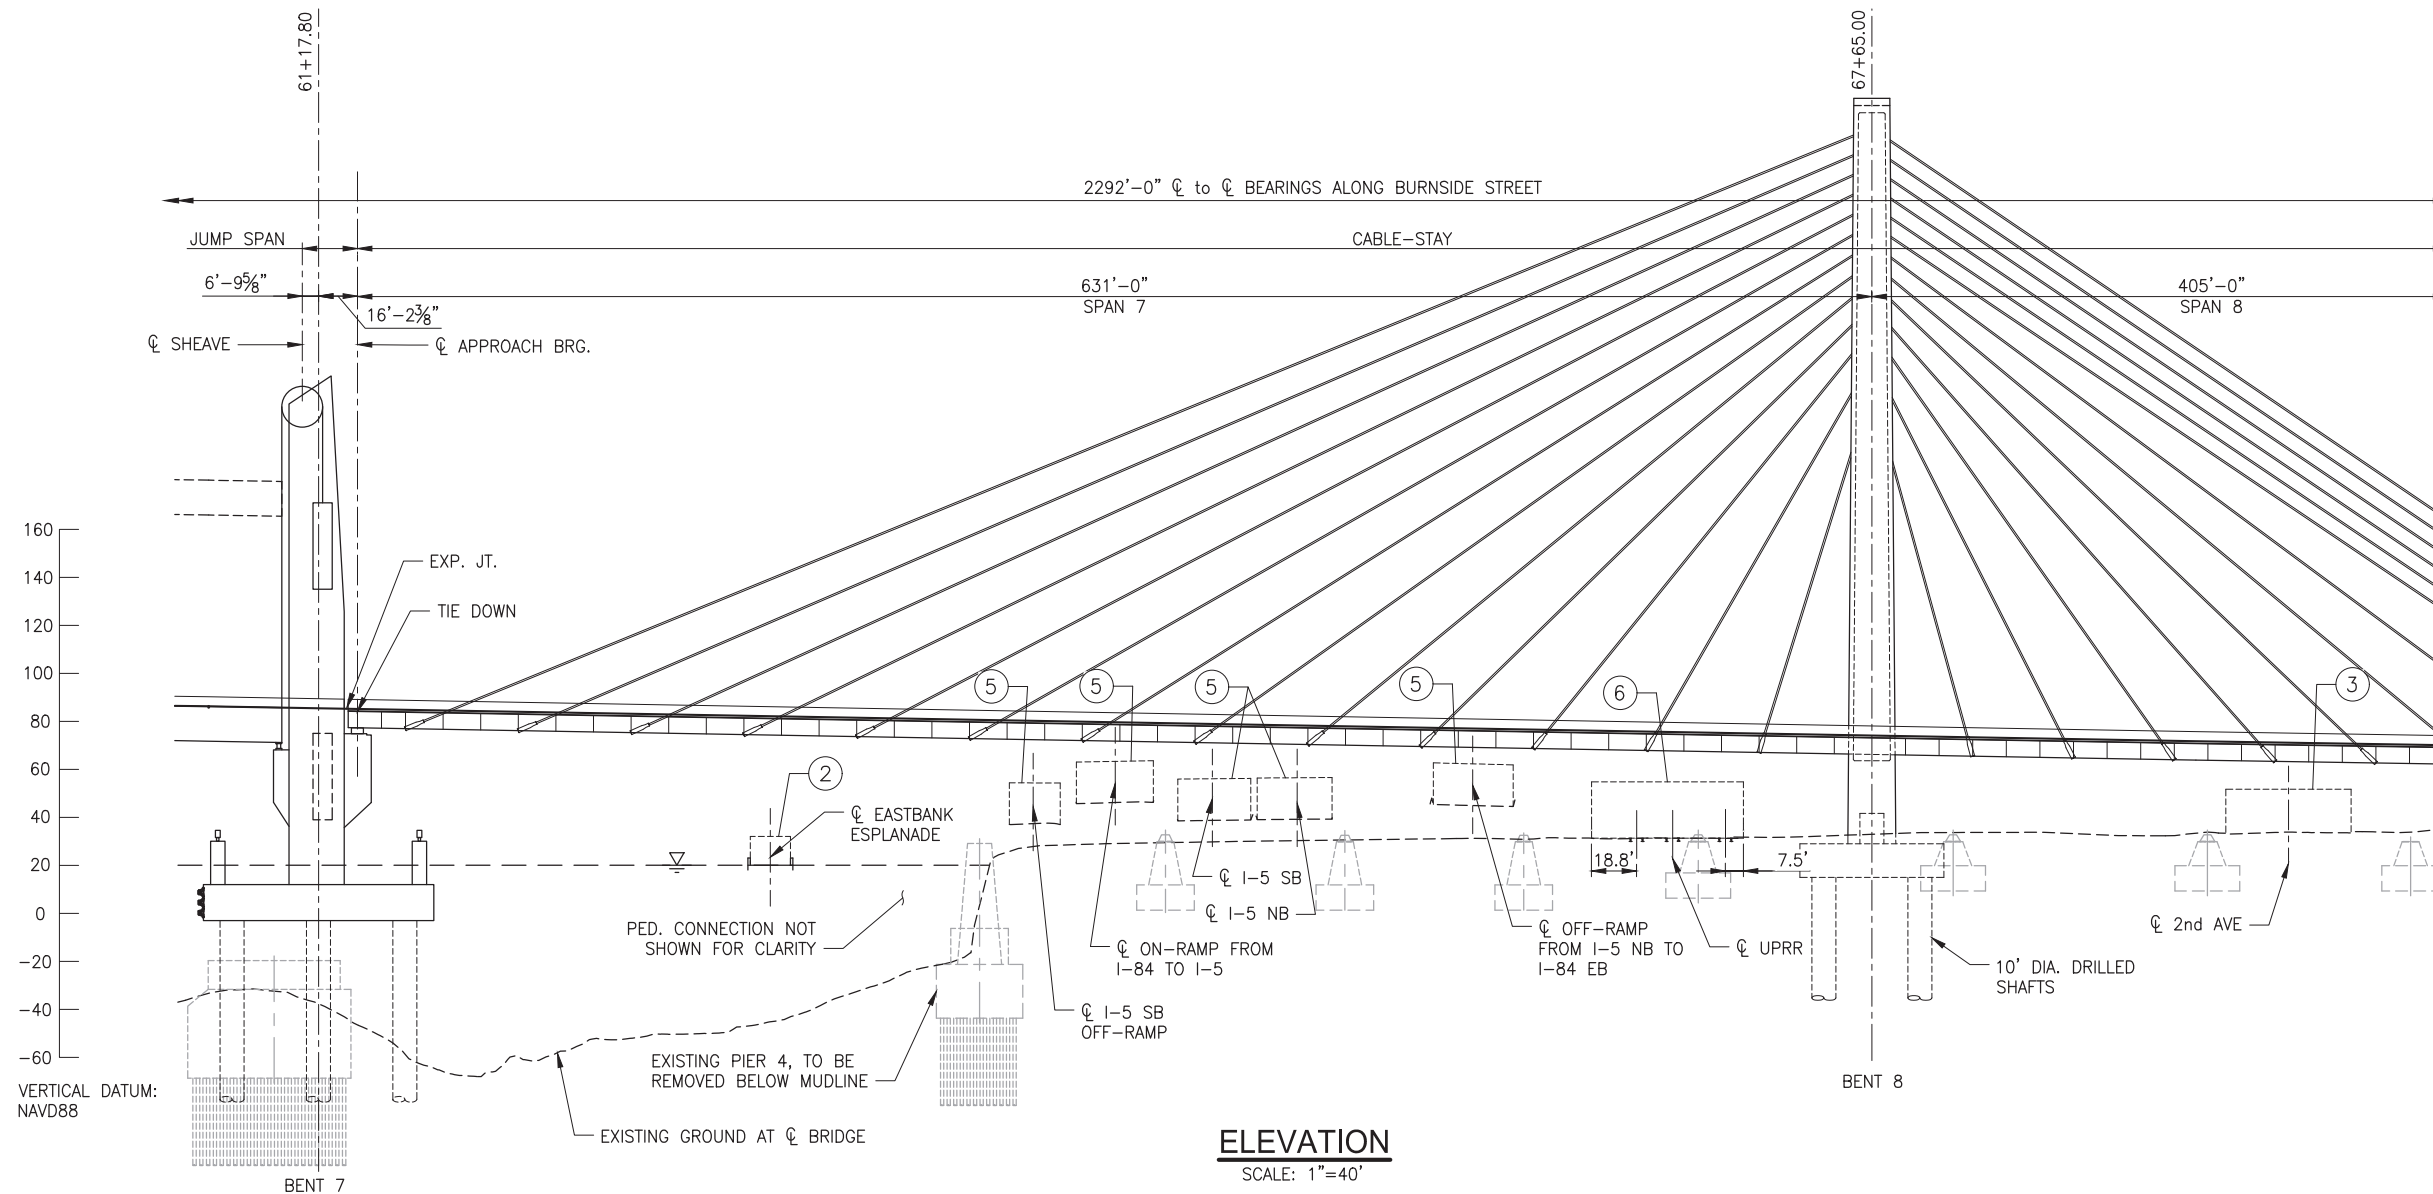 61+17.80
67+65.00
2292'-0" ℄ to ℄ BEARINGS ALONG BURNSIDE STREET
JUMP SPAN
CABLE-STAY
6'-9⅝"
631'-0"
SPAN 7
405'-0"
SPAN 8
16'-2⅜"
℄ SHEAVE
℄ APPROACH BRG.
160
140
120
100
80
60
40
20
0
-20
-40
-60
VERTICAL DATUM:
NAVD88
EXP. JT.
TIE DOWN
5
5
5
5
6
3
2
℄ EASTBANK
ESPLANADE
18.8'
7.5'
℄ I-5 SB
℄ I-5 NB
PED. CONNECTION NOT
SHOWN FOR CLARITY
℄ ON-RAMP FROM
I-84 TO I-5
℄ OFF-RAMP
FROM I-5 NB TO
I-84 EB
℄ UPRR
℄ 2nd AVE
10' DIA. DRILLED
SHAFTS
℄ I-5 SB
OFF-RAMP
EXISTING PIER 4, TO BE
REMOVED BELOW MUDLINE
BENT 8
EXISTING GROUND AT ℄ BRIDGE
ELEVATION
SCALE: 1"=40'
BENT 7